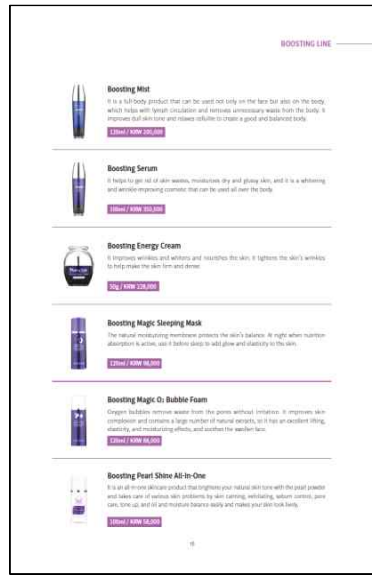 BOOSTING LINE
Boosting Mist
It is a full-body product that can be used not only on the face but also on the body,
which helps with lymph circulation and removes unnecessary waste from the body. It
improves dull skin tone and relaxes cellulite to create a good and balanced body.
120ml / KRW
Boosting Serum
It helps to get rid of skin wastes, moisturizes dry and glossy skin, and it is a whitening
and wrinkle-improving cosmetic that can be used all over the body.
100ml / KRW
Boosting Energy Cream
It improves wrinkles and whitens and nourishes the skin. It tightens the skin's wrinkles
to help make the skin firm and dense.
50g / KRW
Boosting Magic Sleeping Mask
The natural moisturizing membrane protects the skin's balance. At night when nutrition
absorption is active, use it before sleep to add glow and elasticity to the skin.
120ml / KRW
Boosting Magic O₂ Bubble Foam
Oxygen bubbles remove waste from the pores without irritation. It improves skin
complexion and contains a large number of natural extracts, so it has an excellent lifting,
elasticity, and moisturizing effects, and soothes the swollen face.
120ml / KRW
Boosting Pearl Shine All-In-One
It is an all-in-one skincare product that brightens your natural skin tone with the pearl powder
and takes care of various skin problems by skin calming, exfoliating, sebum control, pore
care, tone up, and oil and moisture balance easily and makes your skin look lively.
100ml / KRW 58,000